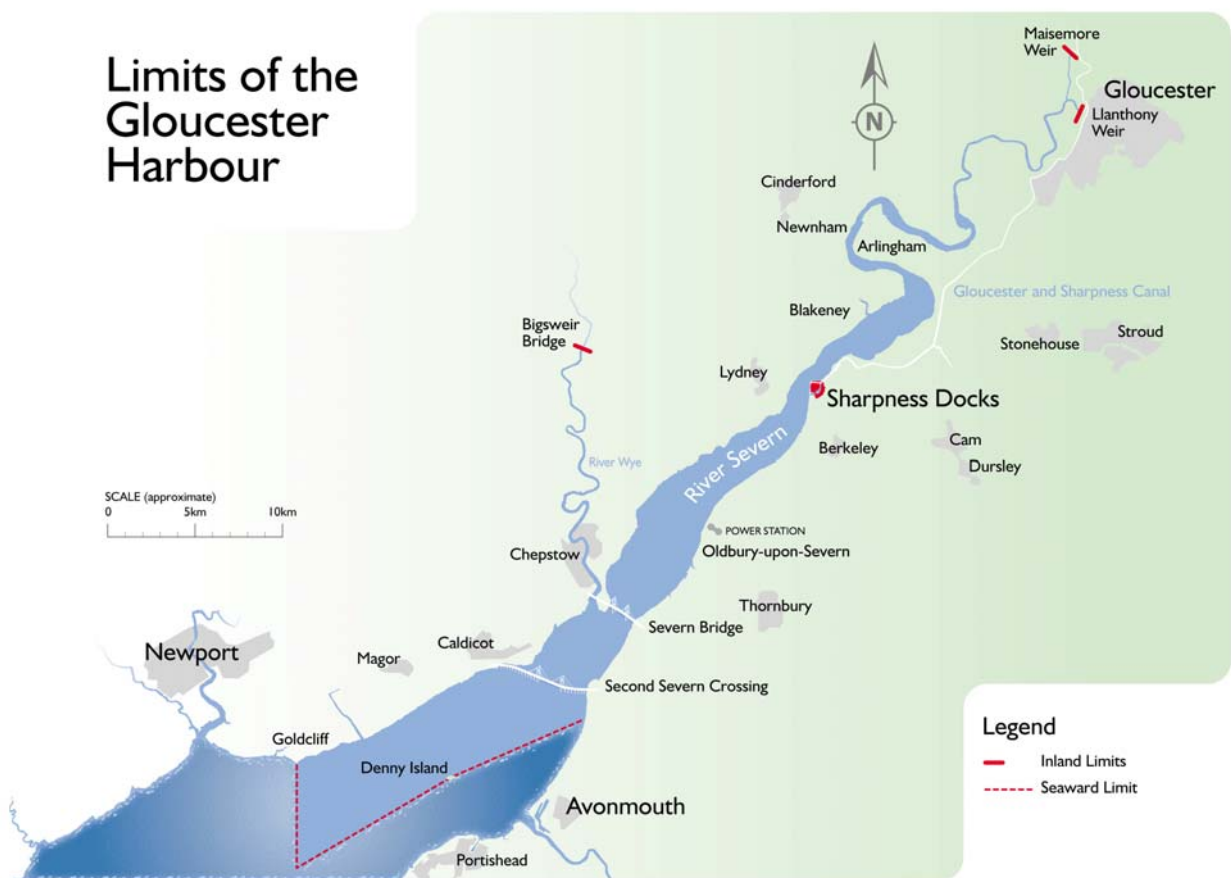 Limits of the
Gloucester
Harbour
Maisemore
Weir
Gloucester
Llanthony
Weir
N
Cinderford
Newnham
Arlingham
Gloucester and Sharpness Canal
Blakeney
Bigsweir
Bridge
Stonehouse
Stroud
Lydney
Sharpness Docks
River Severn
Berkeley
Cam
Dursley
River Wye
SCALE (approximate)
0 5km 10km
POWER STATION
Oldbury-upon-Severn
Chepstow
Thornbury
Severn Bridge
Caldicot
Newport
Magor
Second Severn Crossing
Goldcliff
Denny Island
Avonmouth
Portishead
Legend
Inland Limits
Seaward Limit